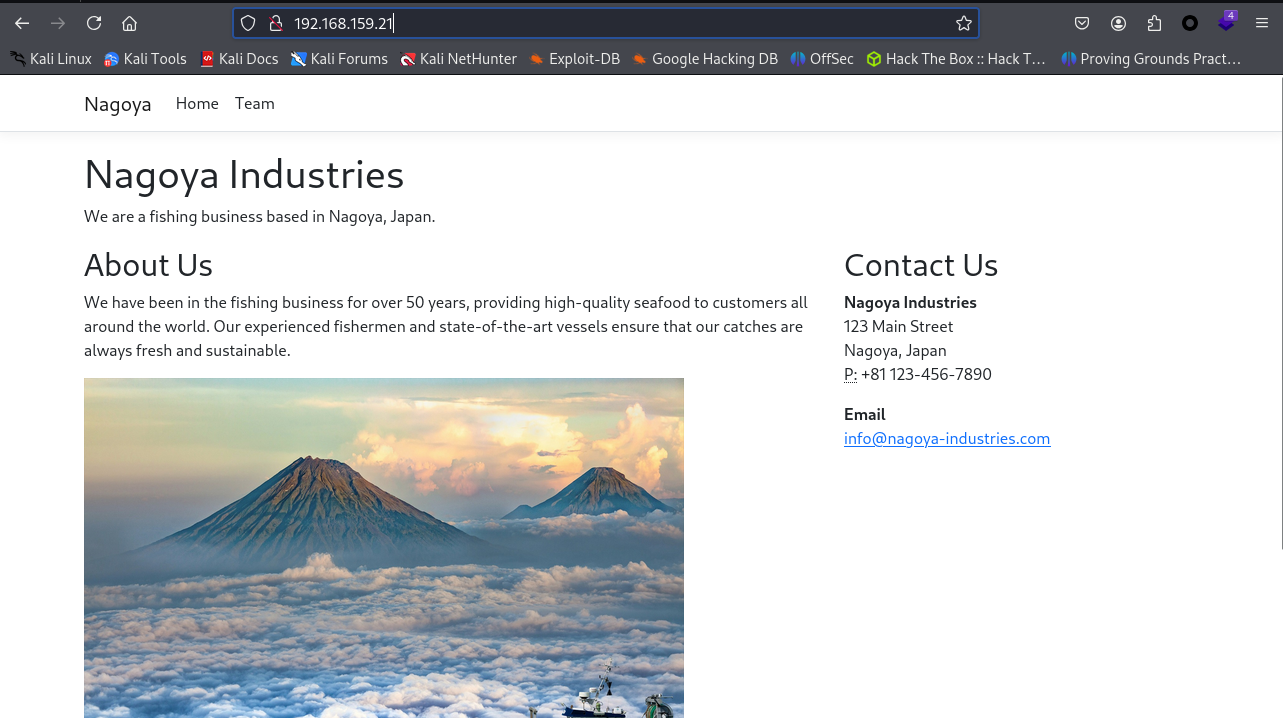 192.168.159.21
4
Kali Linux Kali Tools Kali Docs Kali Forums Kali NetHunter Exploit-DB Google Hacking DB OffSec Hack The Box :: Hack T… Proving Grounds Pract…
Nagoya Home Team
Nagoya Industries
We are a fishing business based in Nagoya, Japan.
About Us
We have been in the fishing business for over 50 years, providing high-quality seafood to customers all
around the world. Our experienced fishermen and state-of-the-art vessels ensure that our catches are
always fresh and sustainable.
Contact Us
Nagoya Industries
123 Main Street
Nagoya, Japan
P: +81 123-456-7890
Email
info@nagoya-industries.com